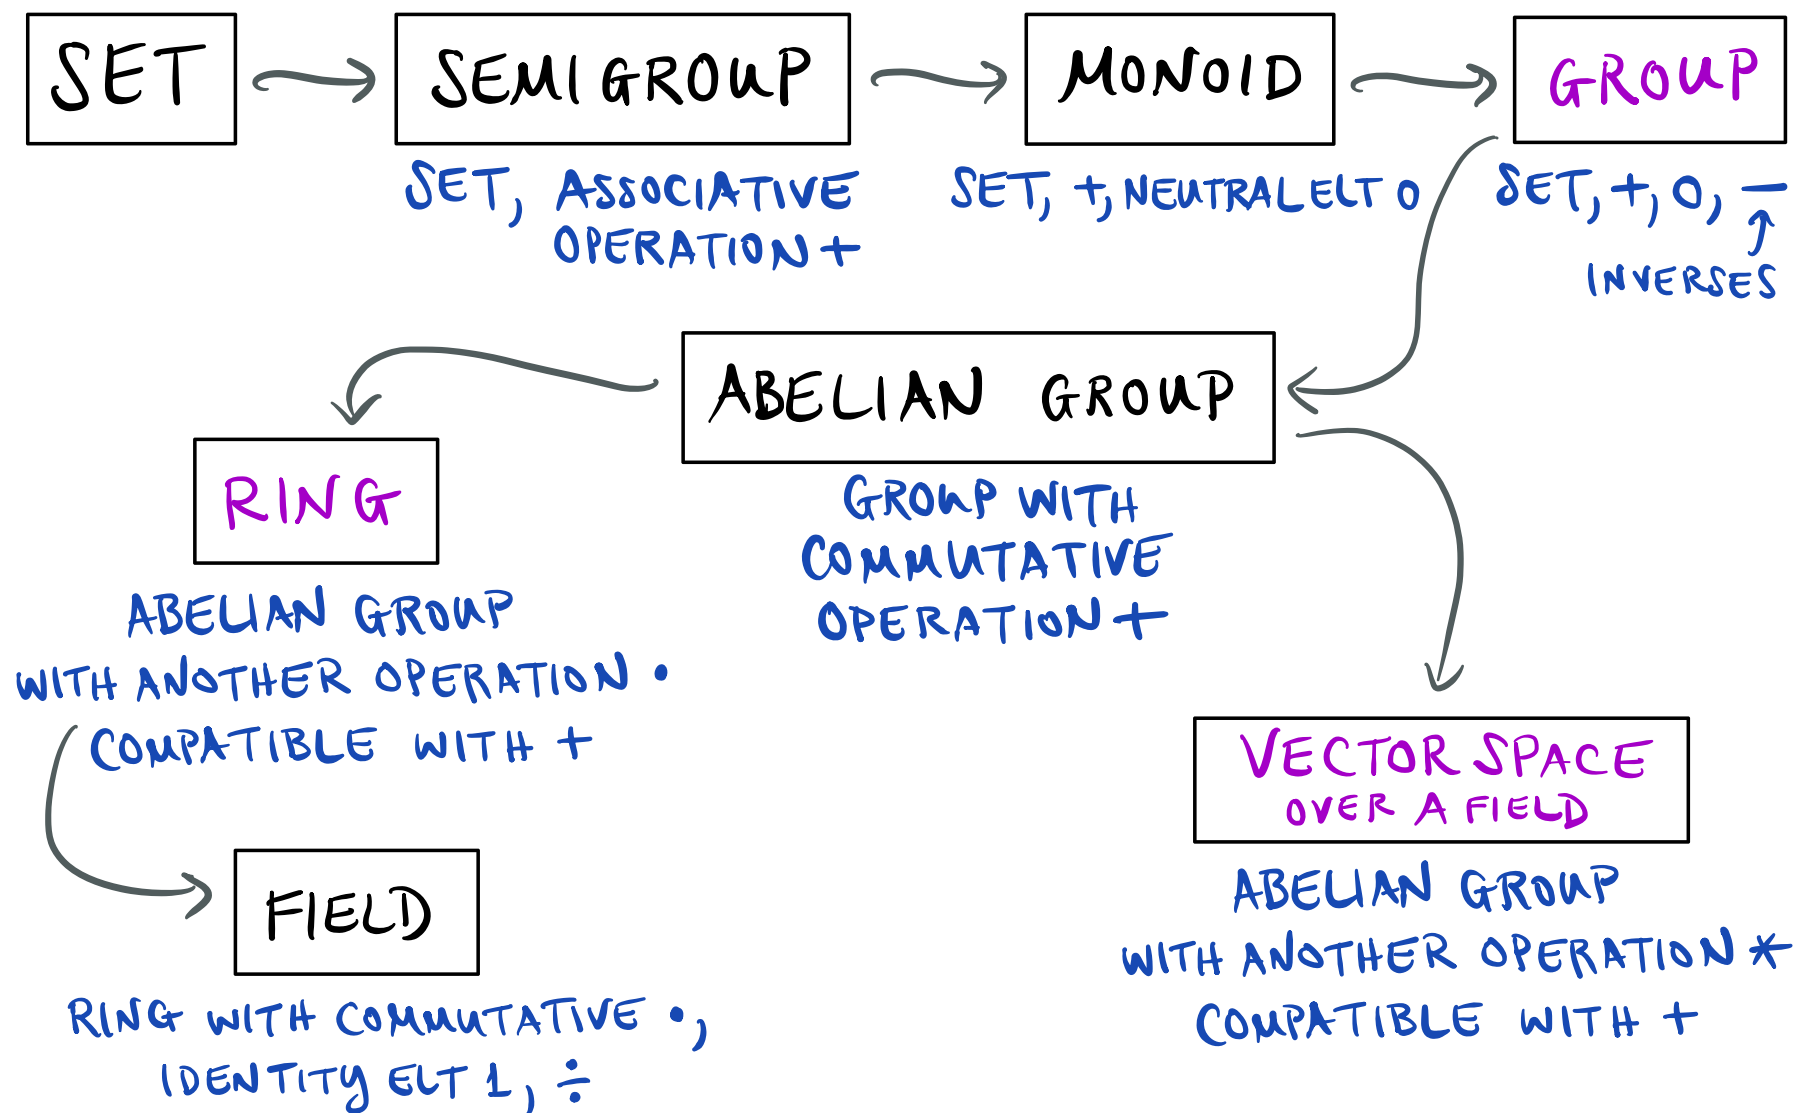 SET
SEMIGROUP
MONOID
GROUP
SET, ASSOCIATIVE
OPERATION +
SET, +, NEUTRAL ELT 0
SET, +, 0, −
INVERSES
ABELIAN GROUP
GROUP WITH
COMMUTATIVE
OPERATION +
RING
ABELIAN GROUP
WITH ANOTHER OPERATION •
COMPATIBLE WITH +
VECTOR SPACE
OVER A FIELD
ABELIAN GROUP
WITH ANOTHER OPERATION *
COMPATIBLE WITH +
FIELD
RING WITH COMMUTATIVE •,
IDENTITY ELT 1, ÷